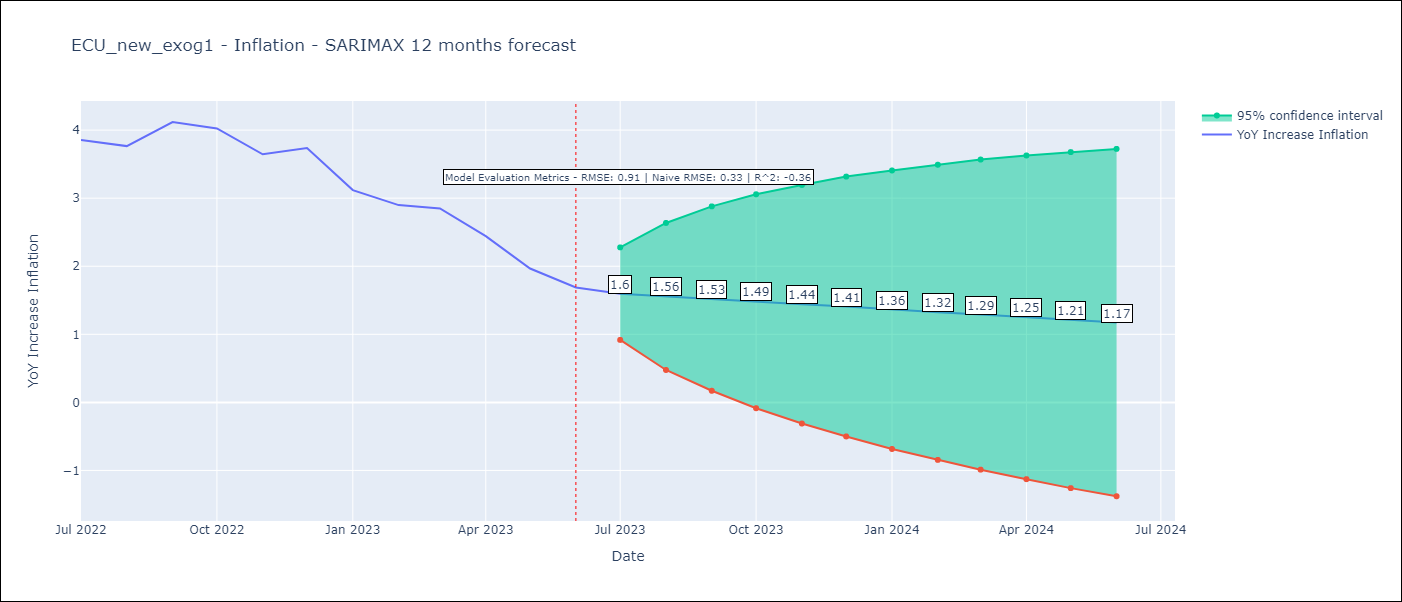 ECU_new_exog1 - Inflation - SARIMAX 12 months forecast
95% confidence interval
YoY Increase Inflation
Model Evaluation Metrics - RMSE: 0.91 | Naive RMSE: 0.33 | R^2: -0.36
YoY Increase Inflation
4
3
2
1
0
−1
1.6
1.56
1.53
1.49
1.44
1.41
1.36
1.32
1.29
1.25
1.21
1.17
Jul 2022
Oct 2022
Jan 2023
Apr 2023
Jul 2023
Oct 2023
Jan 2024
Apr 2024
Jul 2024
Date